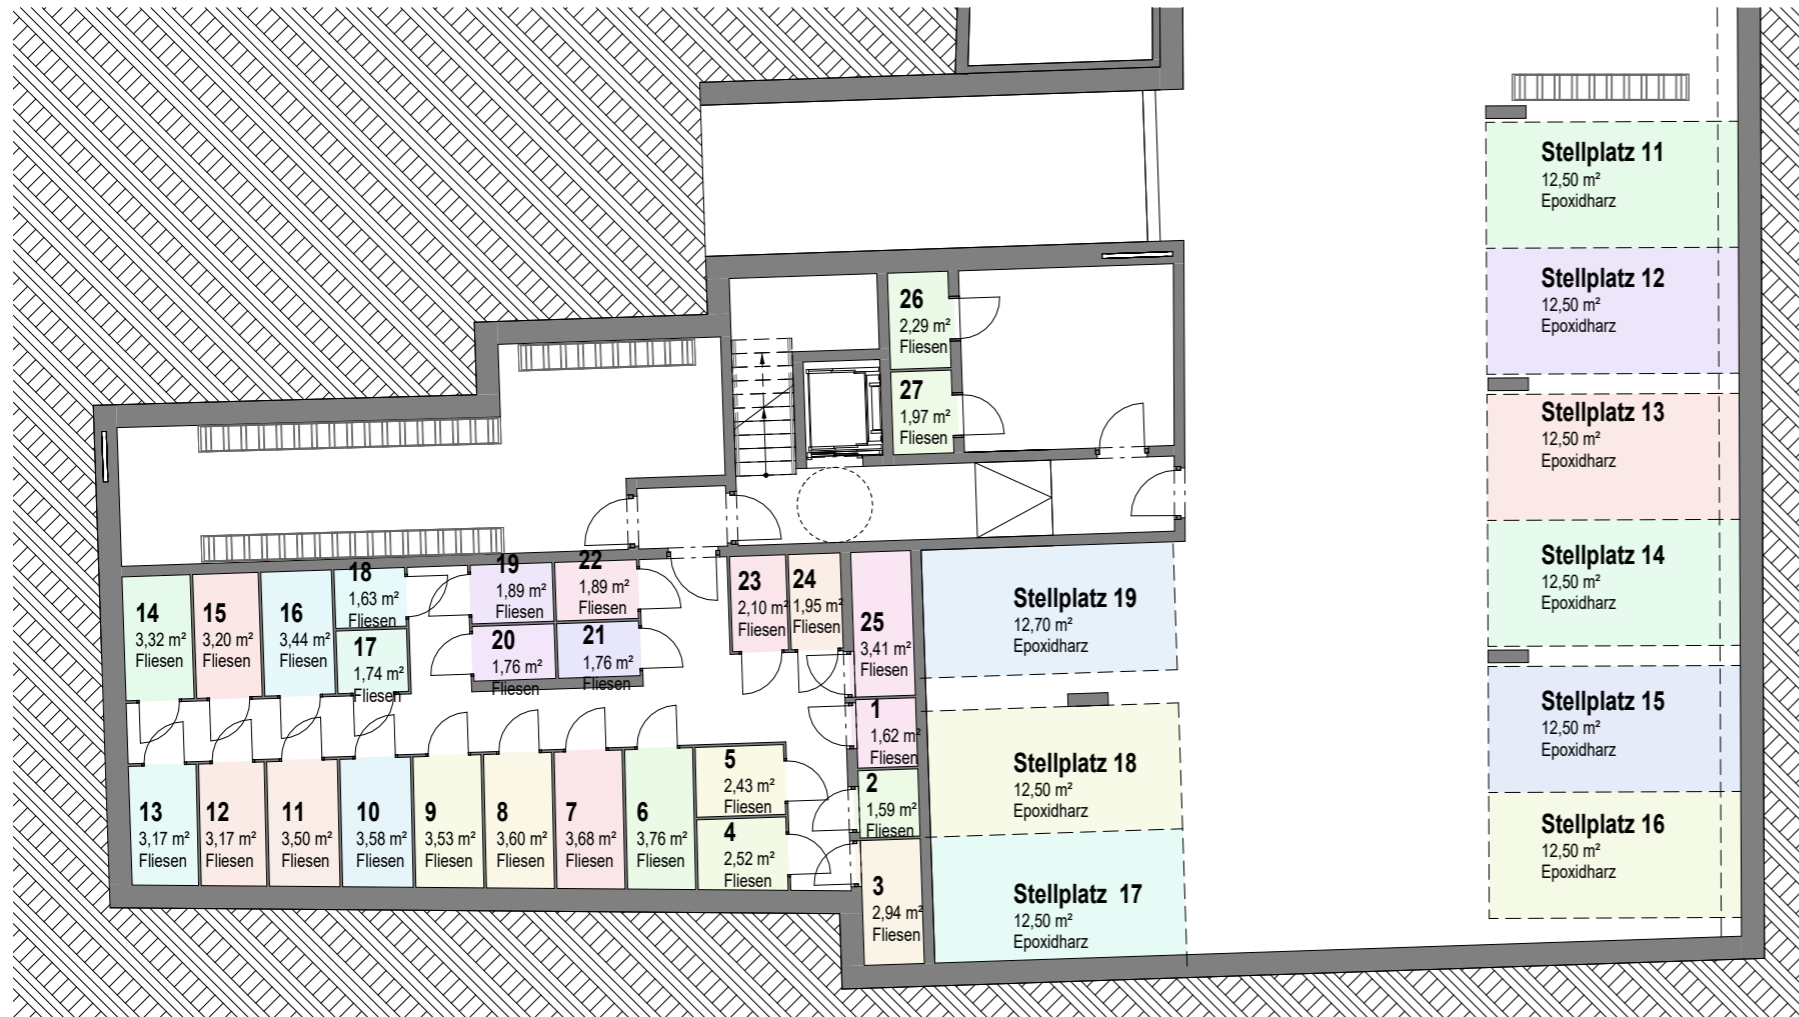 Stellplatz 11
12,50 m²
Epoxidharz
Stellplatz 12
12,50 m²
Epoxidharz
Stellplatz 13
12,50 m²
Epoxidharz
Stellplatz 14
12,50 m²
Epoxidharz
Stellplatz 15
12,50 m²
Epoxidharz
Stellplatz 16
12,50 m²
Epoxidharz
26
2,29 m²
Fliesen
27
1,97 m²
Fliesen
14
3,32 m²
Fliesen
15
3,20 m²
Fliesen
16
3,44 m²
Fliesen
18
1,63 m²
Fliesen
17
1,74 m²
Fliesen
19
1,89 m²
Fliesen
22
1,89 m²
Fliesen
20
1,76 m²
Fliesen
21
1,76 m²
Fliesen
23
2,10 m²
Fliesen
24
1,95 m²
Fliesen
25
3,41 m²
Fliesen
1
1,62 m²
Fliesen
2
1,59 m²
Fliesen
3
2,94 m²
Fliesen
13
3,17 m²
Fliesen
12
3,17 m²
Fliesen
11
3,50 m²
Fliesen
10
3,58 m²
Fliesen
9
3,53 m²
Fliesen
8
3,60 m²
Fliesen
7
3,68 m²
Fliesen
6
3,76 m²
Fliesen
5
2,43 m²
Fliesen
4
2,52 m²
Fliesen
Stellplatz 19
12,70 m²
Epoxidharz
Stellplatz 18
12,50 m²
Epoxidharz
Stellplatz 17
12,50 m²
Epoxidharz